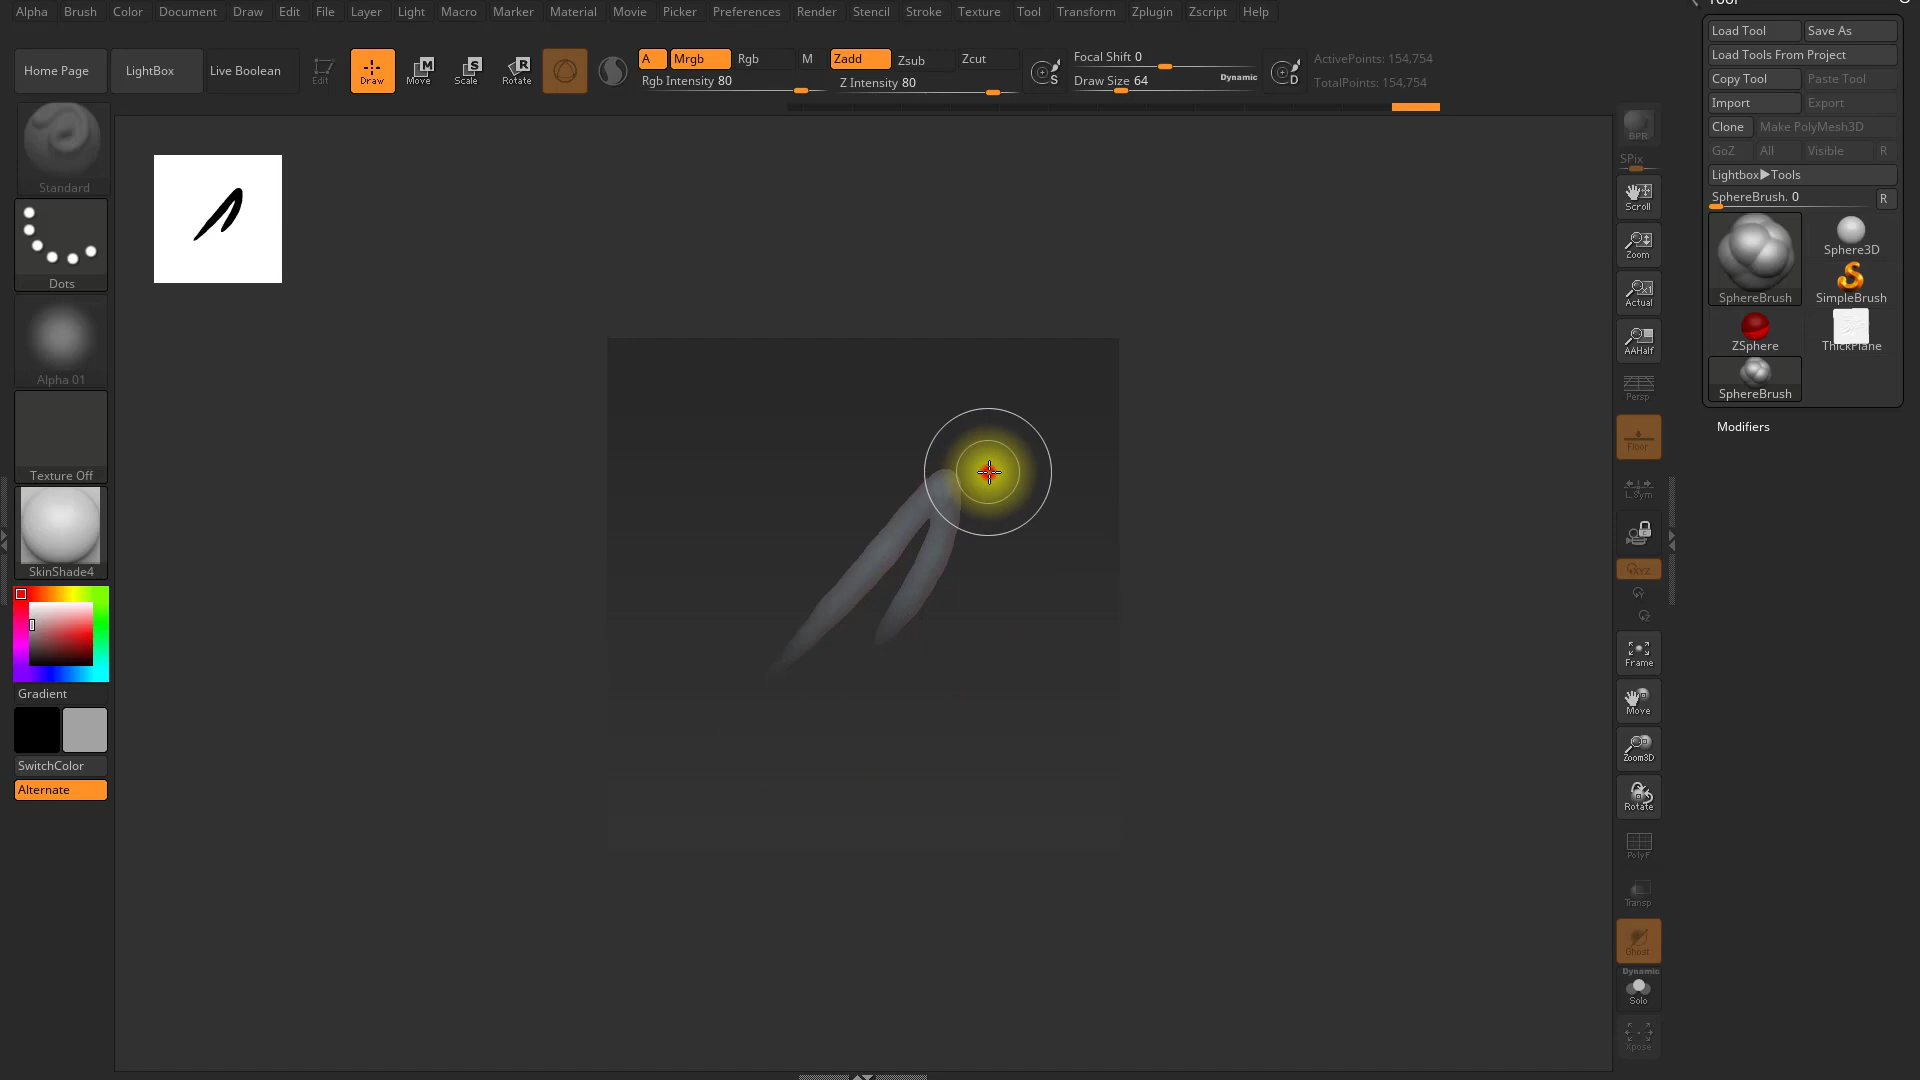 Alpha Brush Color Document Draw Edit File Layer Light Macro Marker Material Movie Picker Preferences Render Stencil Stroke Texture Tool Transform Zplugin Zscript Help
Tool
Load Tool Save As
Load Tools From Project
Copy Tool Paste Tool
Import Export
Clone Make PolyMesh3D
GoZ All Visible R
Lightbox▶Tools
SphereBrush. 0 R
SphereBrush
Sphere3D
SimpleBrush
ZSphere
ThickPlane
SphereBrush
Modifiers
Home Page LightBox Live Boolean
Edit Draw Move Scale Rotate
M S R
A Mrgb Rgb M
Rgb Intensity 80
Zadd Zsub Zcut
Z Intensity 80
S
Focal Shift 0
Draw Size 64 Dynamic
D
ActivePoints: 154,754
TotalPoints: 154,754
Standard
Dots
Alpha 01
Texture Off
SkinShade4
Gradient
SwitchColor
Alternate
BPR
SPix
Scroll
Zoom
Actual
AAHalf
Persp
Floor
L.Sym
XYZ
Frame
Move
Zoom3D
Rotate
PolyF
Transp
Ghost
Dynamic
Solo
Xpose